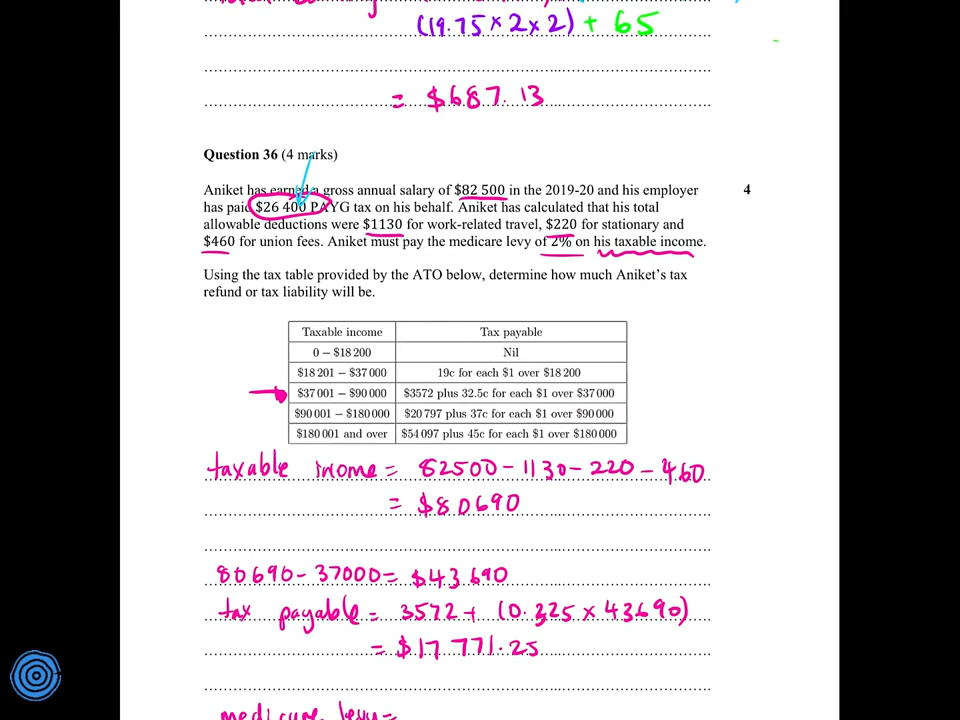 (19.75 × 2 × 2) + 65
= $687.13
Question 36 (4 marks)
Aniket has earned a gross annual salary of $82 500 in the 2019-20 and his employer
has paid $26 400 PAYG tax on his behalf. Aniket has calculated that his total
allowable deductions were $1130 for work-related travel, $220 for stationary and
$460 for union fees. Aniket must pay the medicare levy of 2% on his taxable income.
4
Using the tax table provided by the ATO below, determine how much Aniket's tax
refund or tax liability will be.
Taxable income Tax payable
0 – $18 200 Nil
$18 201 – $37 000 19c for each $1 over $18 200
$37 001 – $90 000 $3572 plus 32.5c for each $1 over $37 000
$90 001 – $180 000 $20 797 plus 37c for each $1 over $90 000
$180 001 and over $54 097 plus 45c for each $1 over $180 000
taxable income = 82500 - 1130 - 220 - 460
= $80690
80690 - 37000 = $43690
tax payable = 3572 + (0.325 × 43690)
= $17 771.25
medicare levy =